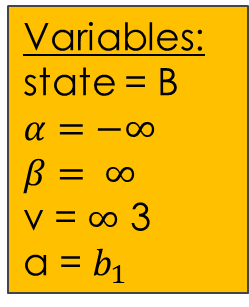 Variables:
state = B
𝛼 = −∞
𝛽 = ∞
v = ∞ 3
a = 𝑏₁